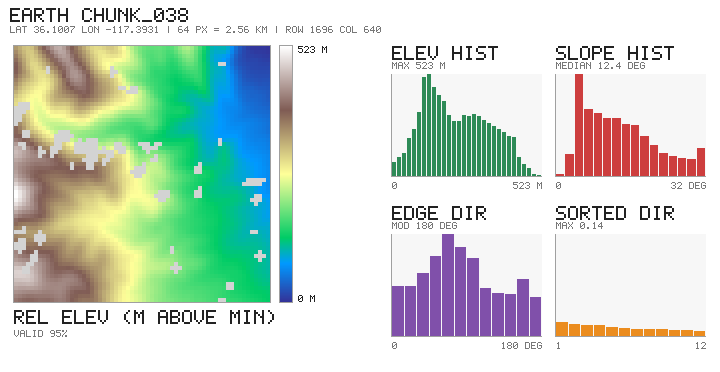 EARTH CHUNK_038
LAT 36.1007 LON -117.3931 | 64 PX = 2.56 KM | ROW 1696 COL 640
523 M
0 M
REL ELEV (M ABOVE MIN)
VALID 95%
ELEV HIST
MAX 523 M
0 523 M
SLOPE HIST
MEDIAN 12.4 DEG
0 32 DEG
EDGE DIR
MOD 180 DEG
0 180 DEG
SORTED DIR
MAX 0.14
1 12